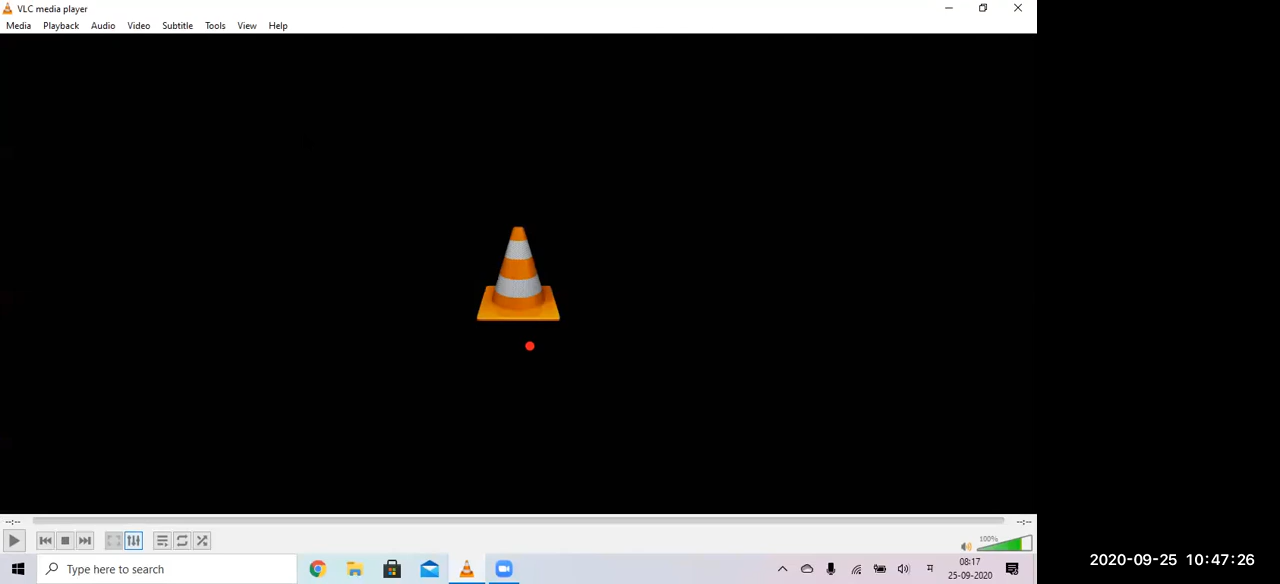 VLC media player
Media Playback Audio Video Subtitle Tools View Help
--:-- --:--
100%
Type here to search
म
08:17
25-09-2020
2020-09-25 10:47:26